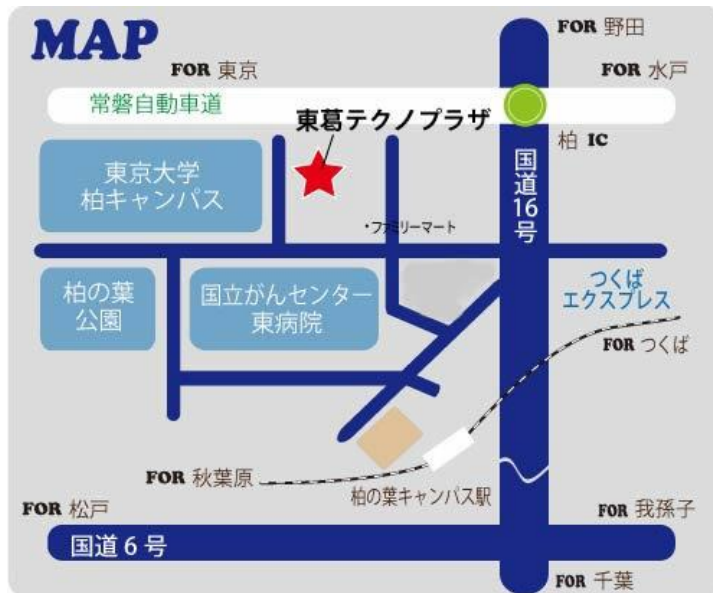 MAP
FOR 野田
FOR 東京
FOR 水戸
常磐自動車道
東葛テクノプラザ
柏 IC
東京大学
柏キャンパス
国道16号
・ファミリーマート
柏の葉
公園
国立がんセンター
東病院
つくば
エクスプレス
FOR つくば
FOR 秋葉原
柏の葉キャンパス駅
FOR 松戸
FOR 我孫子
国道6号
FOR 千葉